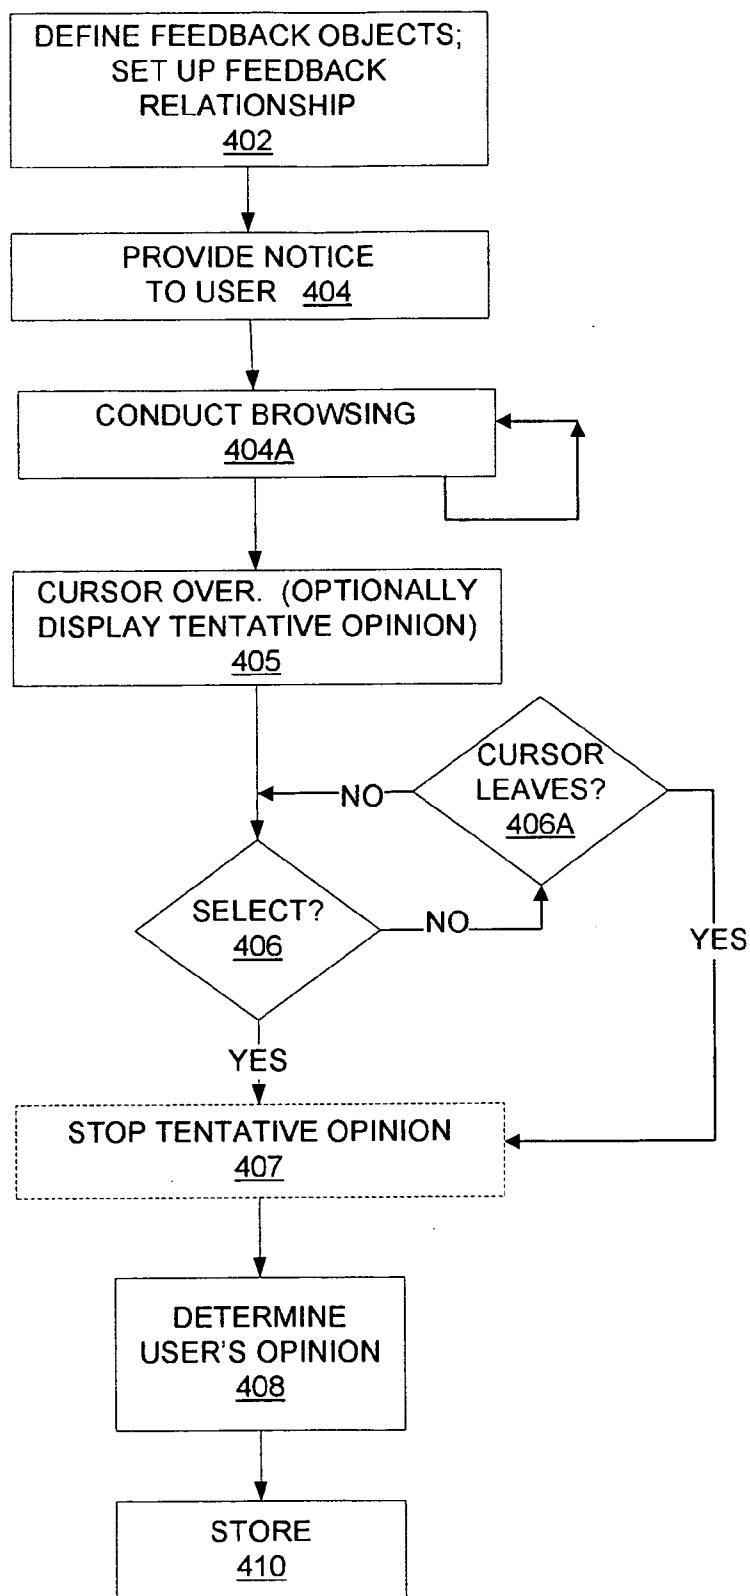 DEFINE FEEDBACK OBJECTS;
SET UP FEEDBACK
RELATIONSHIP
402
PROVIDE NOTICE
TO USER 404
CONDUCT BROWSING
404A
CURSOR OVER. (OPTIONALLY
DISPLAY TENTATIVE OPINION)
405
CURSOR
LEAVES?
406A
NO
SELECT?
406
NO
YES
YES
STOP TENTATIVE OPINION
407
DETERMINE
USER'S OPINION
408
STORE
410